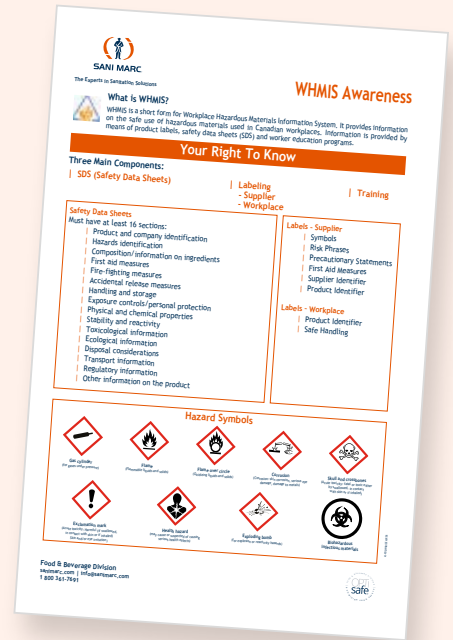 SANI MARC
The Experts in Sanitation Solutions
WHMIS Awareness
What is WHMIS?
WHMIS is a short form for Workplace Hazardous Materials Information System. It provides information
on the safe use of hazardous materials used in Canadian workplaces. Information is provided by
means of product labels, safety data sheets (SDS) and worker education programs.
Your Right To Know
Three Main Components:
| SDS (Safety Data Sheets)
| Labeling
- Supplier
- Workplace
| Training
Safety Data Sheets
Must have at least 16 sections:
| Product and company identification
| Hazards identification
| Composition/information on ingredients
| First aid measures
| Fire-fighting measures
| Accidental release measures
| Handling and storage
| Exposure controls/personal protection
| Physical and chemical properties
| Stability and reactivity
| Toxicological information
| Ecological information
| Disposal considerations
| Transport information
| Regulatory information
| Other information on the product
Labels - Supplier
| Symbols
| Risk Phrases
| Precautionary Statements
| First Aid Measures
| Supplier Identifier
| Product Identifier
Labels - Workplace
| Product Identifier
| Safe Handling
Hazard Symbols
Gas cylinder
Flame
Flame over circle
Corrosion
Skull and crossbones
Exclamation mark
Health hazard
Exploding bomb
Biohazardous
infectious materials
Food & Beverage Division
sanimarc.com | info@sanimarc.com
1 800 361-7691
OPTI
safe